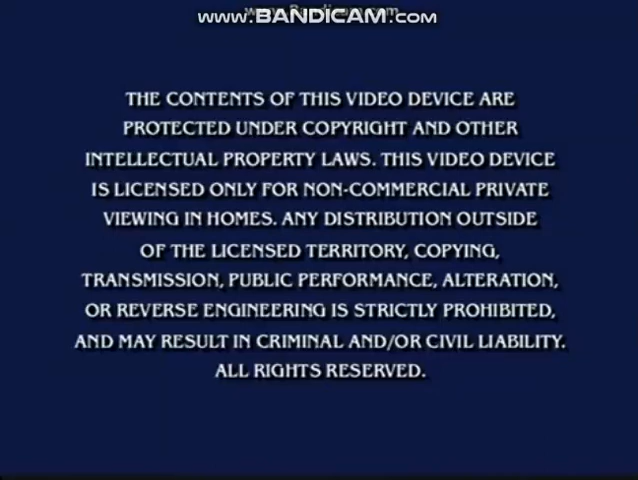 www.BANDICAM.com
THE CONTENTS OF THIS VIDEO DEVICE ARE
PROTECTED UNDER COPYRIGHT AND OTHER
INTELLECTUAL PROPERTY LAWS. THIS VIDEO DEVICE
IS LICENSED ONLY FOR NON-COMMERCIAL PRIVATE
VIEWING IN HOMES. ANY DISTRIBUTION OUTSIDE
OF THE LICENSED TERRITORY, COPYING,
TRANSMISSION, PUBLIC PERFORMANCE, ALTERATION,
OR REVERSE ENGINEERING IS STRICTLY PROHIBITED,
AND MAY RESULT IN CRIMINAL AND/OR CIVIL LIABILITY.
ALL RIGHTS RESERVED.